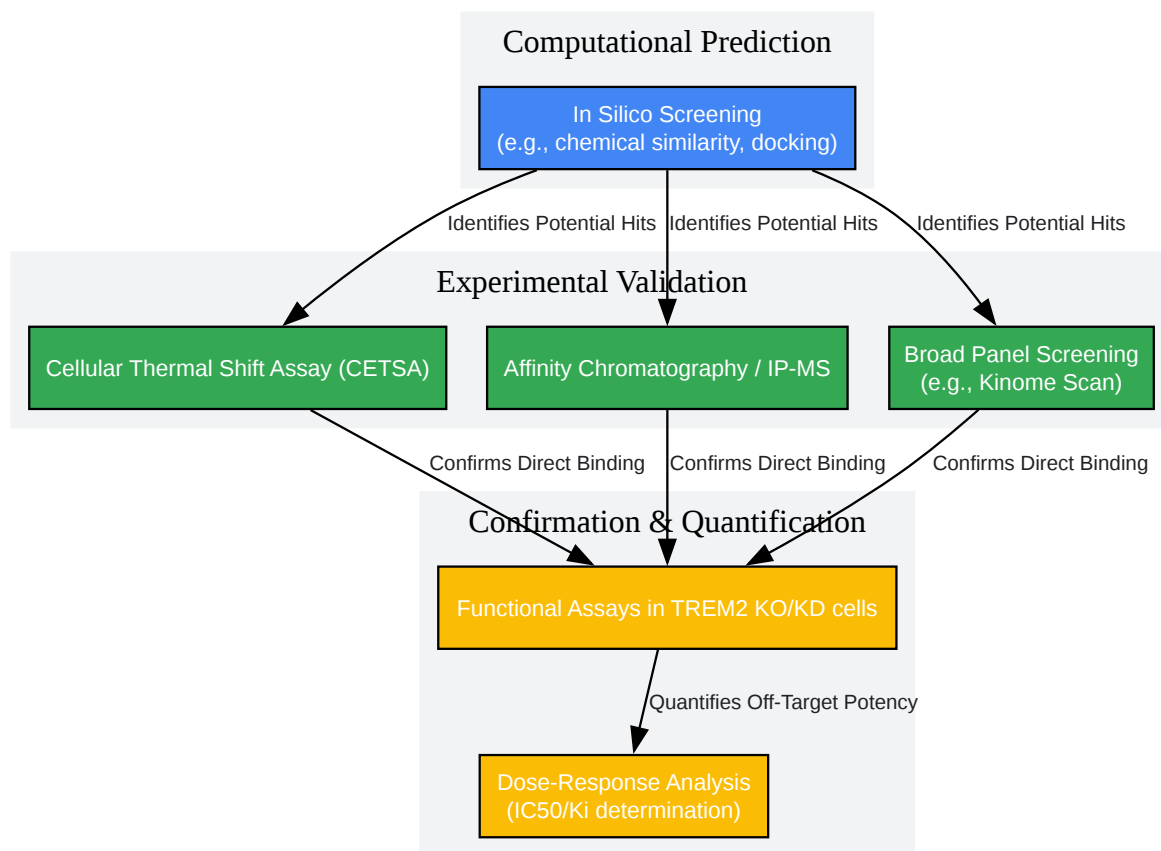 Computational Prediction
In Silico Screening
(e.g., chemical similarity, docking)
Identifies Potential Hits
Identifies Potential Hits
Identifies Potential Hits
Experimental Validation
Cellular Thermal Shift Assay (CETSA)
Affinity Chromatography / IP-MS
Broad Panel Screening
(e.g., Kinome Scan)
Confirms Direct Binding
Confirms Direct Binding
Confirms Direct Binding
Confirmation & Quantification
Functional Assays in TREM2 KO/KD cells
Quantifies Off-Target Potency
Dose-Response Analysis
(IC50/Ki determination)